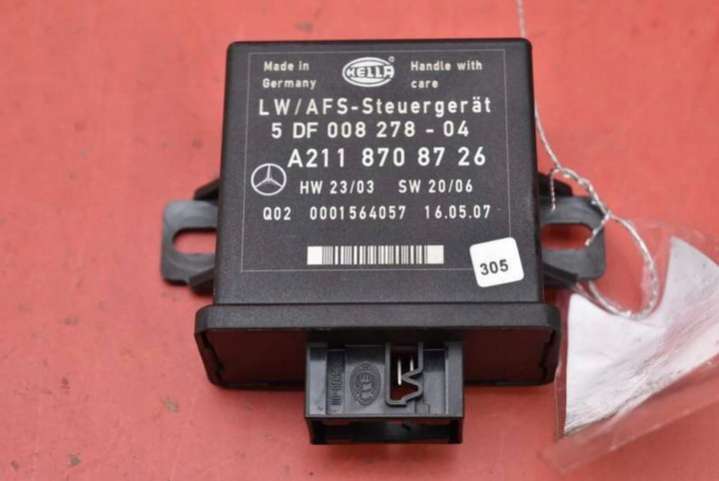 Made in Germany
HELLA
Handle with care
LW/AFS-Steuergerät
5 DF 008 278 - 04
A211 870 87 26
HW 23/03 SW 20/06
Q02 0001564057 16.05.07
305